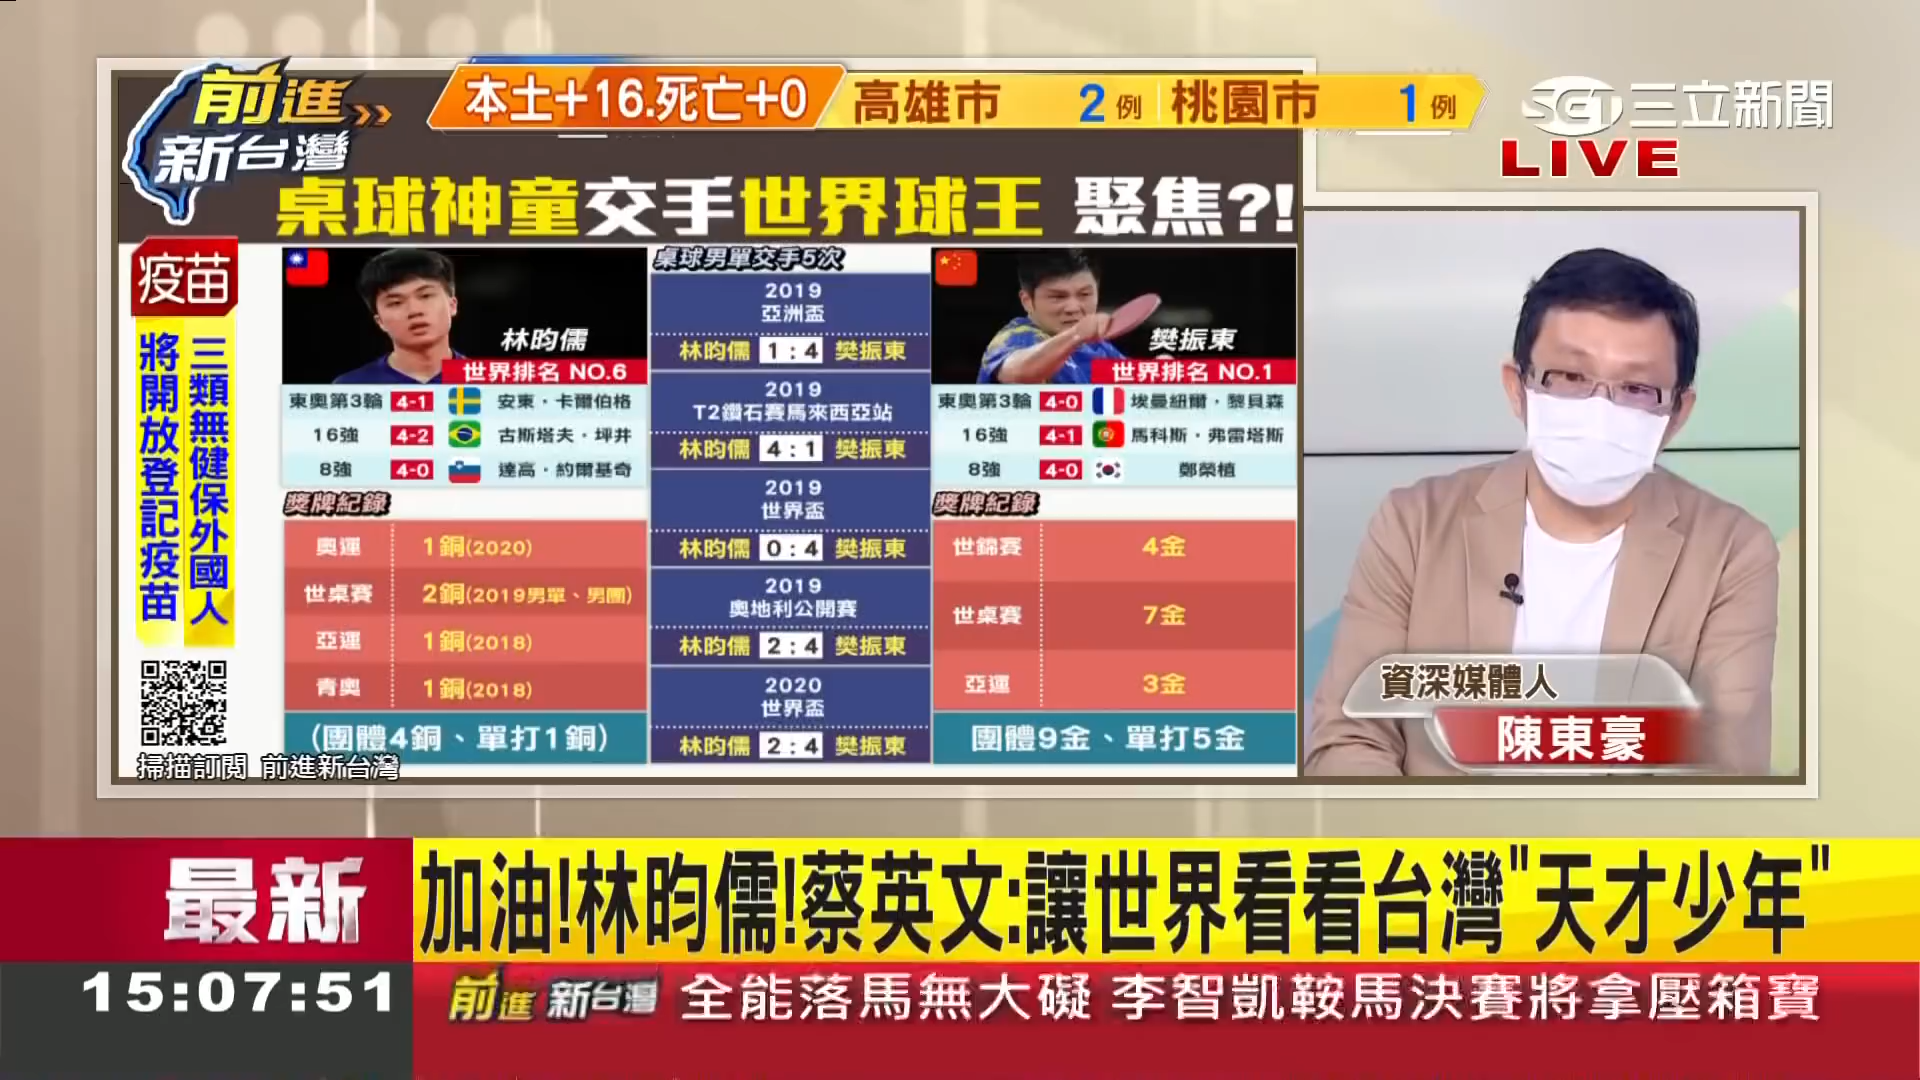 前進
新台灣
本土+16.死亡+0
高雄市 2例
桃園市 1例
SET三立新聞
LIVE
桌球神童交手世界球王 聚焦?!
疫苗
三類無健保外國人
將開放登記疫苗
掃描訂閱 前進新台灣
林昀儒
世界排名 NO.6
東奧第3輪 4-1 安東・卡爾伯格
16強 4-2 古斯塔夫・坪井
8強 4-0 達高・約爾基奇
獎牌紀錄
奧運 1銅(2020)
世桌賽 2銅(2019男單、男團)
亞運 1銅(2018)
青奧 1銅(2018)
(團體4銅、單打1銅)
桌球男單交手5次
2019
亞洲盃
林昀儒 1:4 樊振東
2019
T2鑽石賽馬來西亞站
林昀儒 4:1 樊振東
2019
世界盃
林昀儒 0:4 樊振東
2019
奧地利公開賽
林昀儒 2:4 樊振東
2020
世界盃
林昀儒 2:4 樊振東
樊振東
世界排名 NO.1
東奧第3輪 4-0 埃曼紐爾・黎貝森
16強 4-1 馬科斯・弗雷塔斯
8強 4-0 鄭榮植
獎牌紀錄
世錦賽 4金
世桌賽 7金
亞運 3金
團體9金、單打5金
資深媒體人
陳東豪
最新
加油!林昀儒!蔡英文:讓世界看看台灣"天才少年"
15:07:51
前進新台灣 全能落馬無大礙 李智凱鞍馬決賽將拿壓箱寶